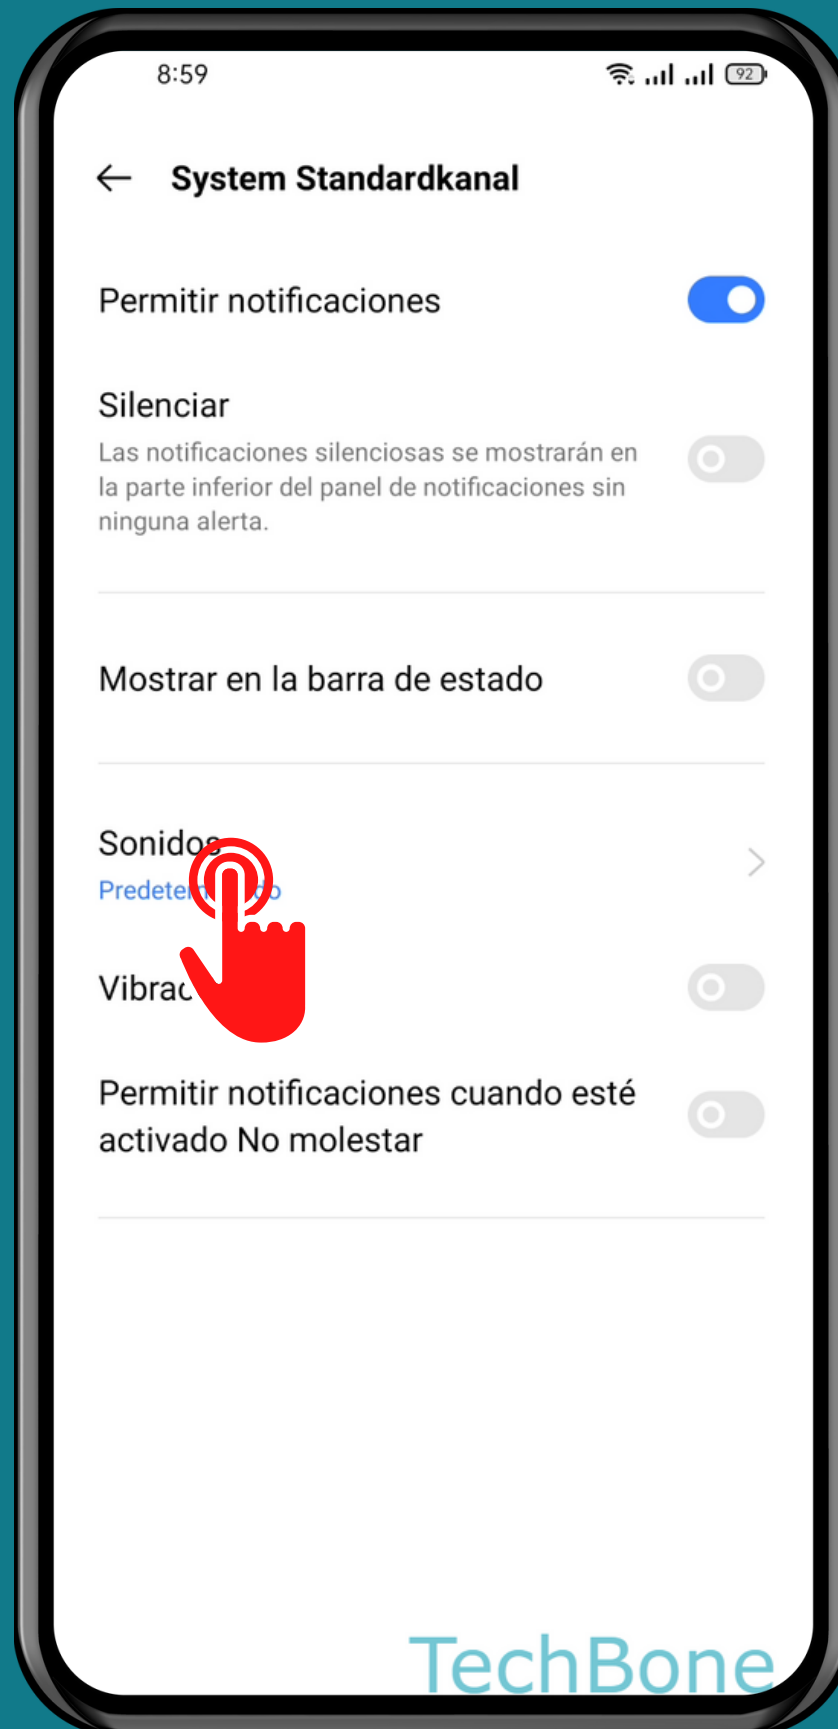 8:59
92
System Standardkanal
Permitir notificaciones
Silenciar
Las notificaciones silenciosas se mostrarán en
la parte inferior del panel de notificaciones sin
ninguna alerta.
Mostrar en la barra de estado
Sonidos
Permitir notificaciones cuando esté
activado No molestar
TechBone